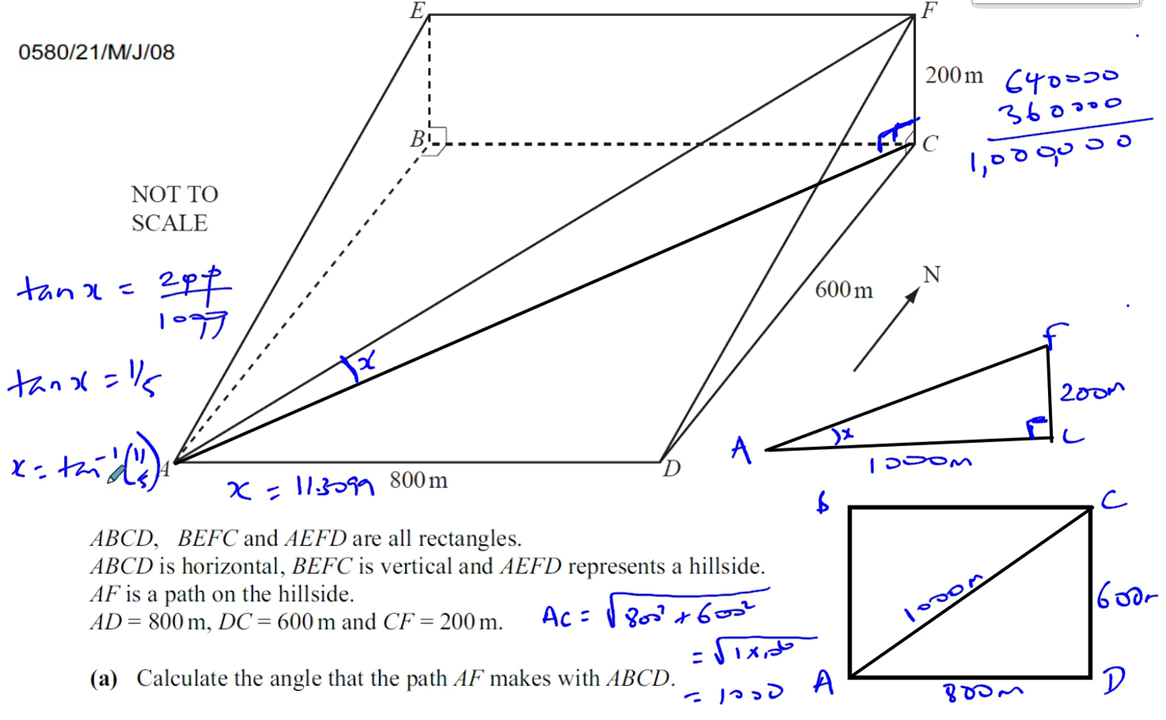 E F
0580/21/M/J/08
200 m
640000
360000
1,000,000
B C
NOT TO
SCALE
N
600 m
tan x = 200/1000
x
F
200m
tan x = 1/5
A x C
1000m
x = tan⁻¹(1/5)
A D
x = 11.3099
800 m
B C
ABCD, BEFC and AEFD are all rectangles.
ABCD is horizontal, BEFC is vertical and AEFD represents a hillside.
AF is a path on the hillside.
1000m
600m
AD = 800 m, DC = 600 m and CF = 200 m.
AC = √800² + 600²
(a) Calculate the angle that the path AF makes with ABCD.
= 1000
A D
800m